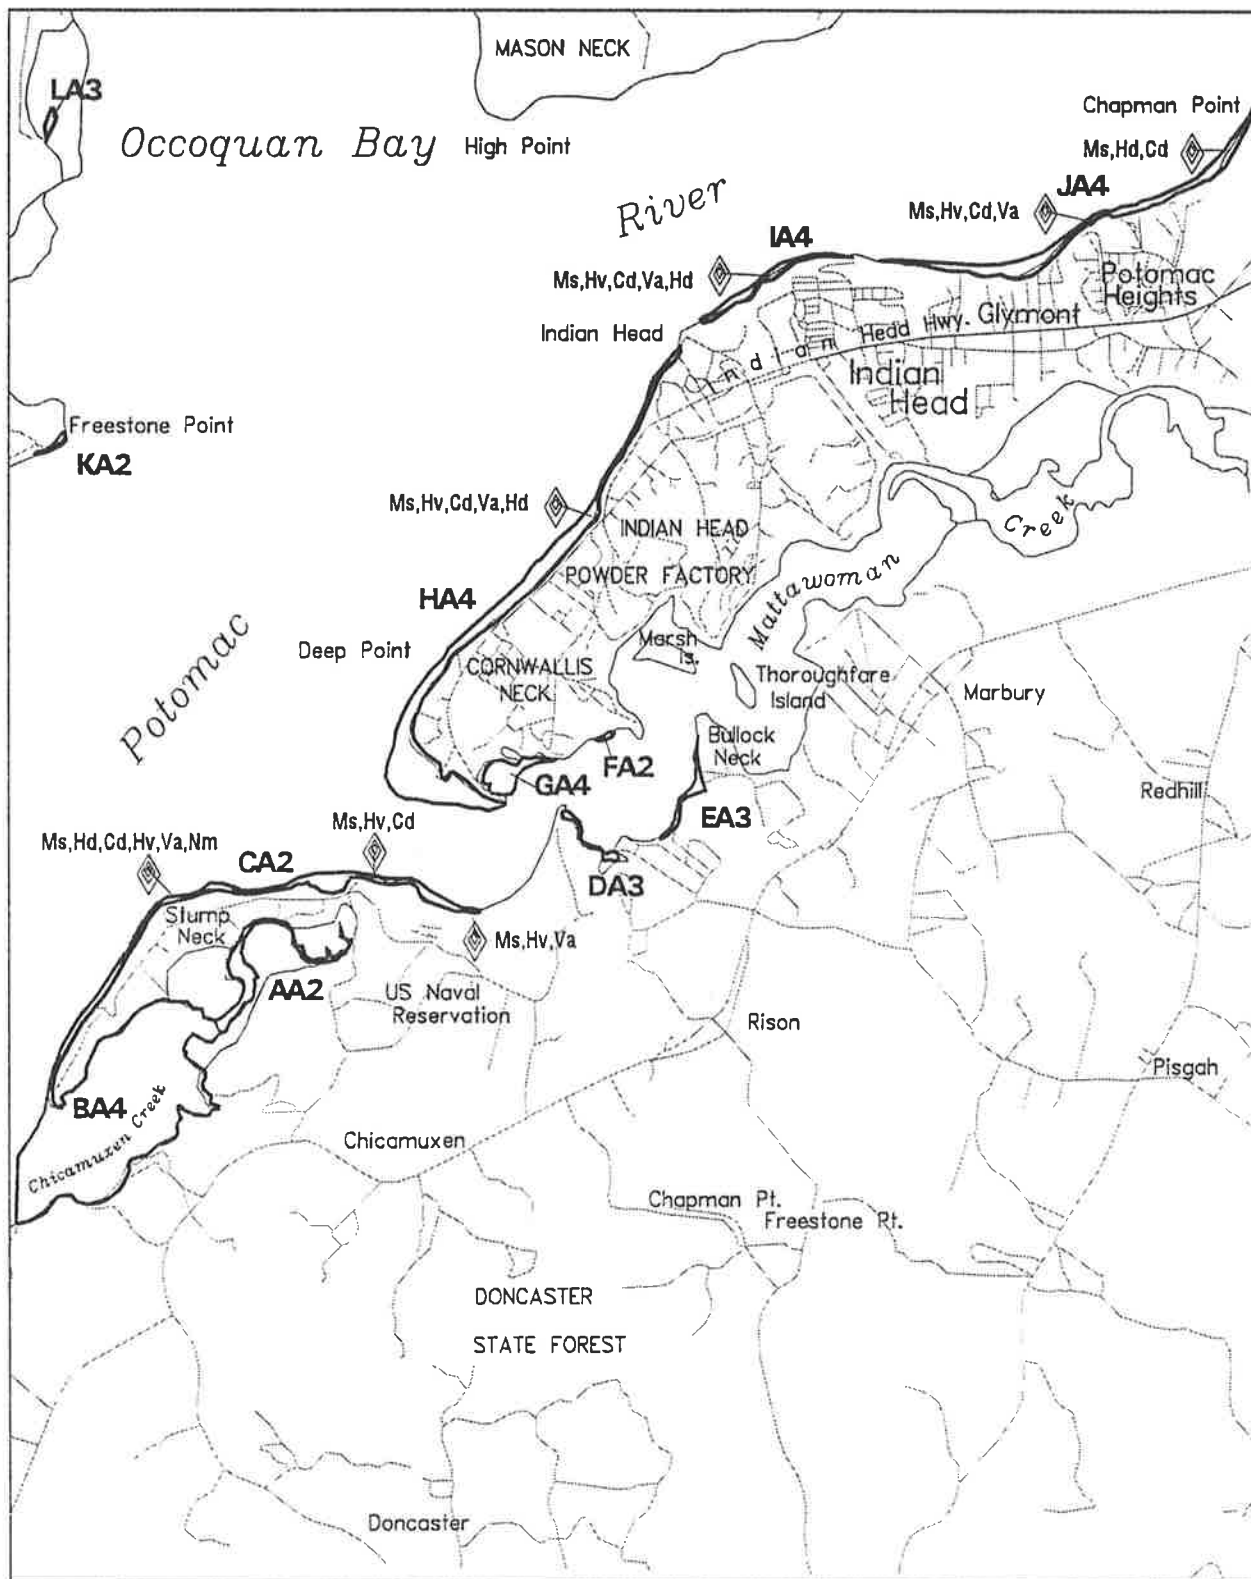 MASON NECK
LA3
Chapman Point
Occoquan Bay
High Point
Ms,Hd,Cd
River
JA4
Ms,Hv,Cd,Va
IA4
Ms,Hv,Cd,Va,Hd
Potomac
Heights
Indian Head
Indian Head Hwy.
Glymont
Indian
Head
Freestone Point
KA2
Ms,Hv,Cd,Va,Hd
Creek
INDIAN HEAD
POWDER FACTORY
Mattawoman
HA4
Potomac
Deep Point
Marsh
Is.
CORNWALLIS
NECK
Thoroughfare
Island
Marbury
Bullock
Neck
FA2
GA4
EA3
Redhill
Ms,Hv,Cd
Ms,Hd,Cd,Hv,Va,Nm
CA2
DA3
Stump
Neck
Ms,Hv,Va
AA2
US Naval
Reservation
Rison
Pisgah
BA4
Chicamuxen Creek
Chicamuxen
Chapman Pt.
Freestone Rt.
DONCASTER
STATE FOREST
Doncaster